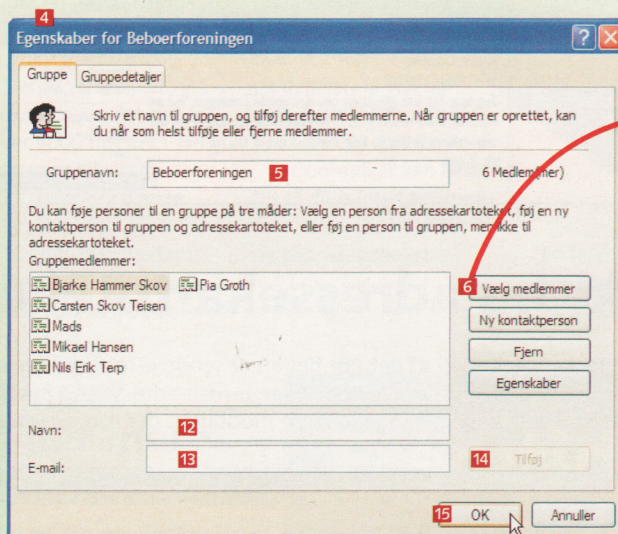 4
Egenskaber for Beboerforeningen
Gruppe Gruppedetaljer
Skriv et navn til gruppen, og tilføj derefter medlemmerne. Når gruppen er oprettet, kan
du når som helst tilføje eller fjerne medlemmer.
Gruppenavn: Beboerforeningen 5 6 Medlem(mer)
Du kan føje personer til en gruppe på tre måder: Vælg en person fra adressekartoteket, føj en ny
kontaktperson til gruppen og adressekartoteket, eller føj en person til gruppen, men ikke til
adressekartoteket.
Gruppemedlemmer:
Bjarke Hammer Skov Pia Groth 6 Vælg medlemmer
Carsten Skov Teisen
Mads Ny kontaktperson
Mikael Hansen Fjern
Nils Erik Terp Egenskaber
Navn: 12
E-mail: 13 14 Tilføj
15 OK Annuller